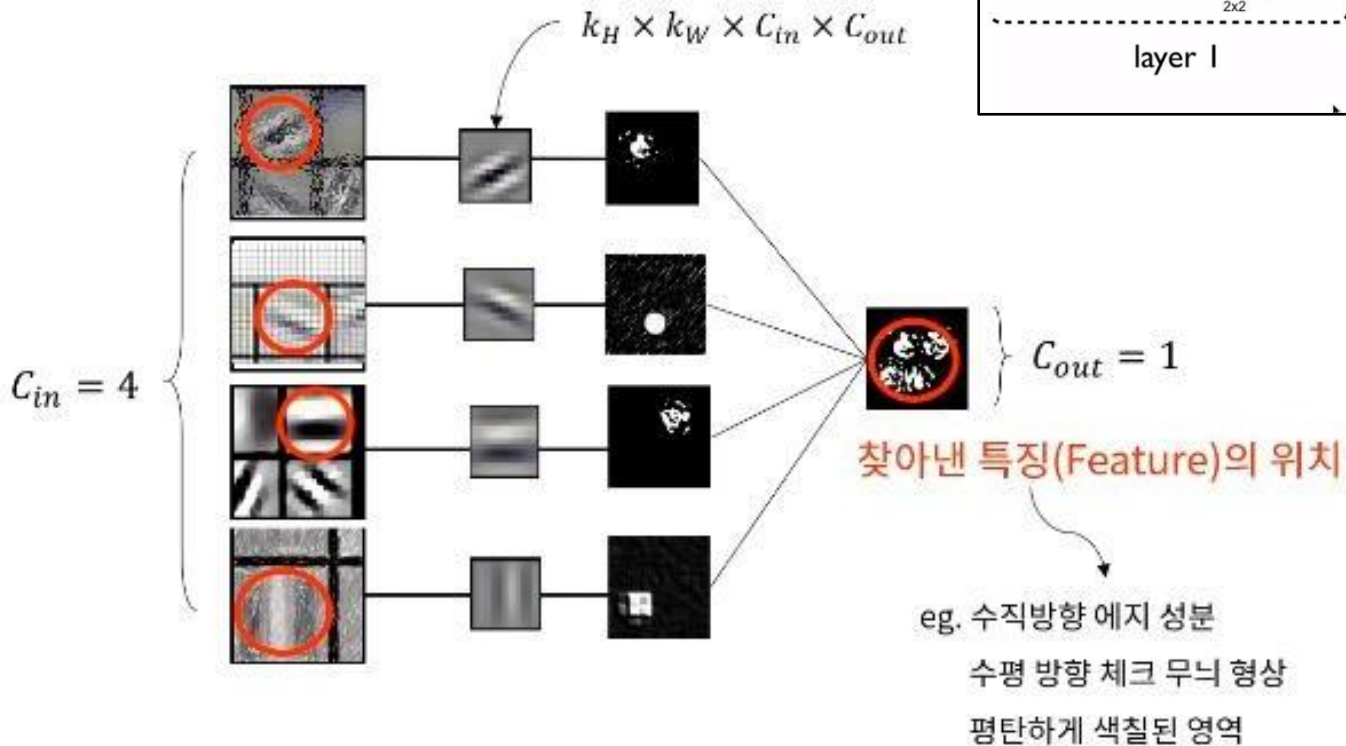 k_H × k_W × C_in × C_out
2x2
layer 1
C_in = 4
C_out = 1
찾아낸 특징(Feature)의 위치
eg. 수직방향 에지 성분
수평 방향 체크 무늬 형상
평탄하게 색칠된 영역